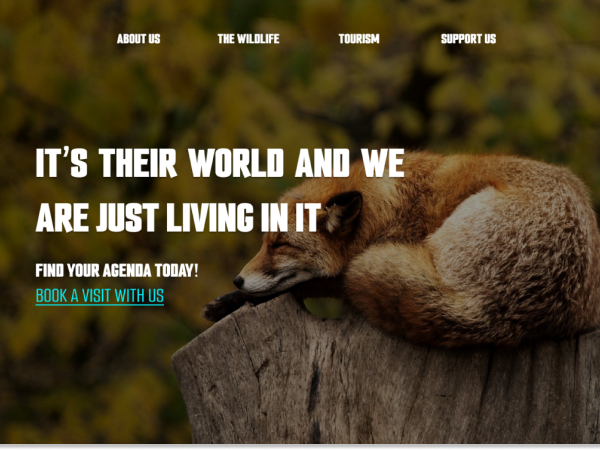 ABOUT US THE WILDLIFE TOURISM SUPPORT US
IT'S THEIR WORLD AND WE
ARE JUST LIVING IN IT
FIND YOUR AGENDA TODAY!
BOOK A VISIT WITH US